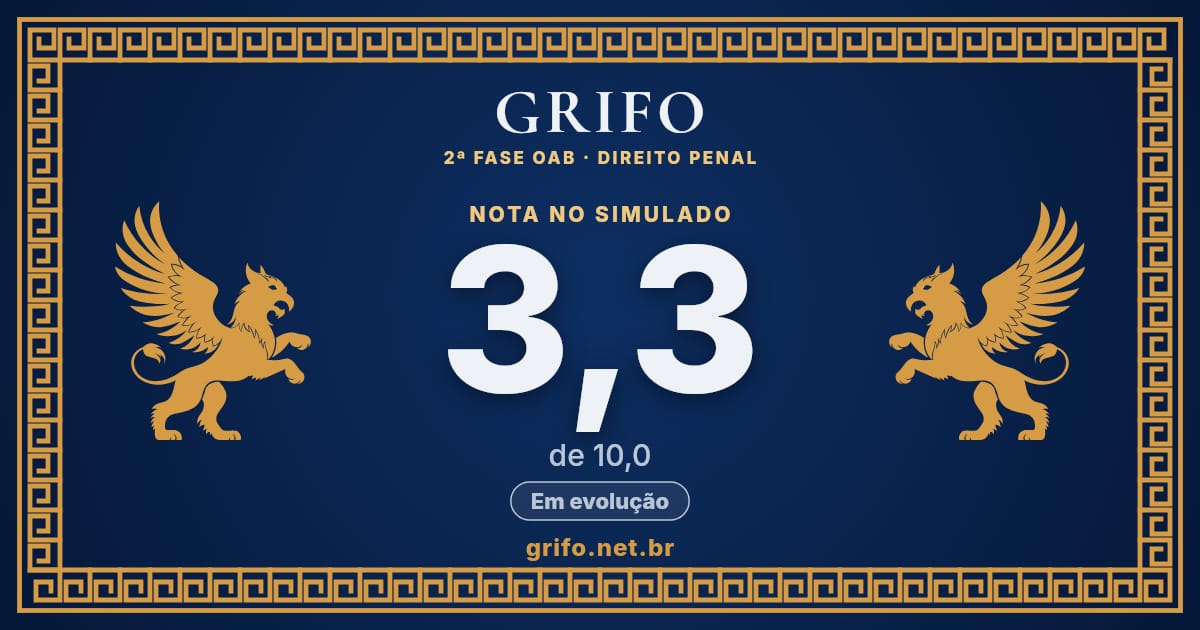 GRIFO
2ª FASE OAB · DIREITO PENAL
NOTA NO SIMULADO
3,3
de 10,0
Em evolução
grifo.net.br